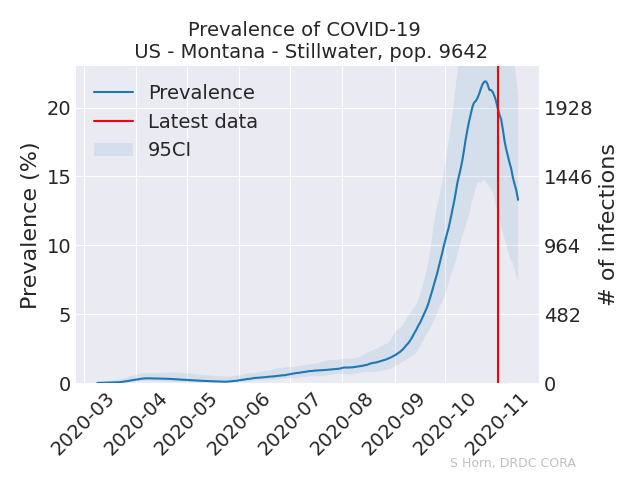 Prevalence of COVID-19
US - Montana - Stillwater, pop. 9642
Prevalence
Latest data
95CI
Prevalence (%)
20
15
10
5
0
# of infections
1928
1446
964
482
0
2020-03
2020-04
2020-05
2020-06
2020-07
2020-08
2020-09
2020-10
2020-11
S Horn, DRDC CORA